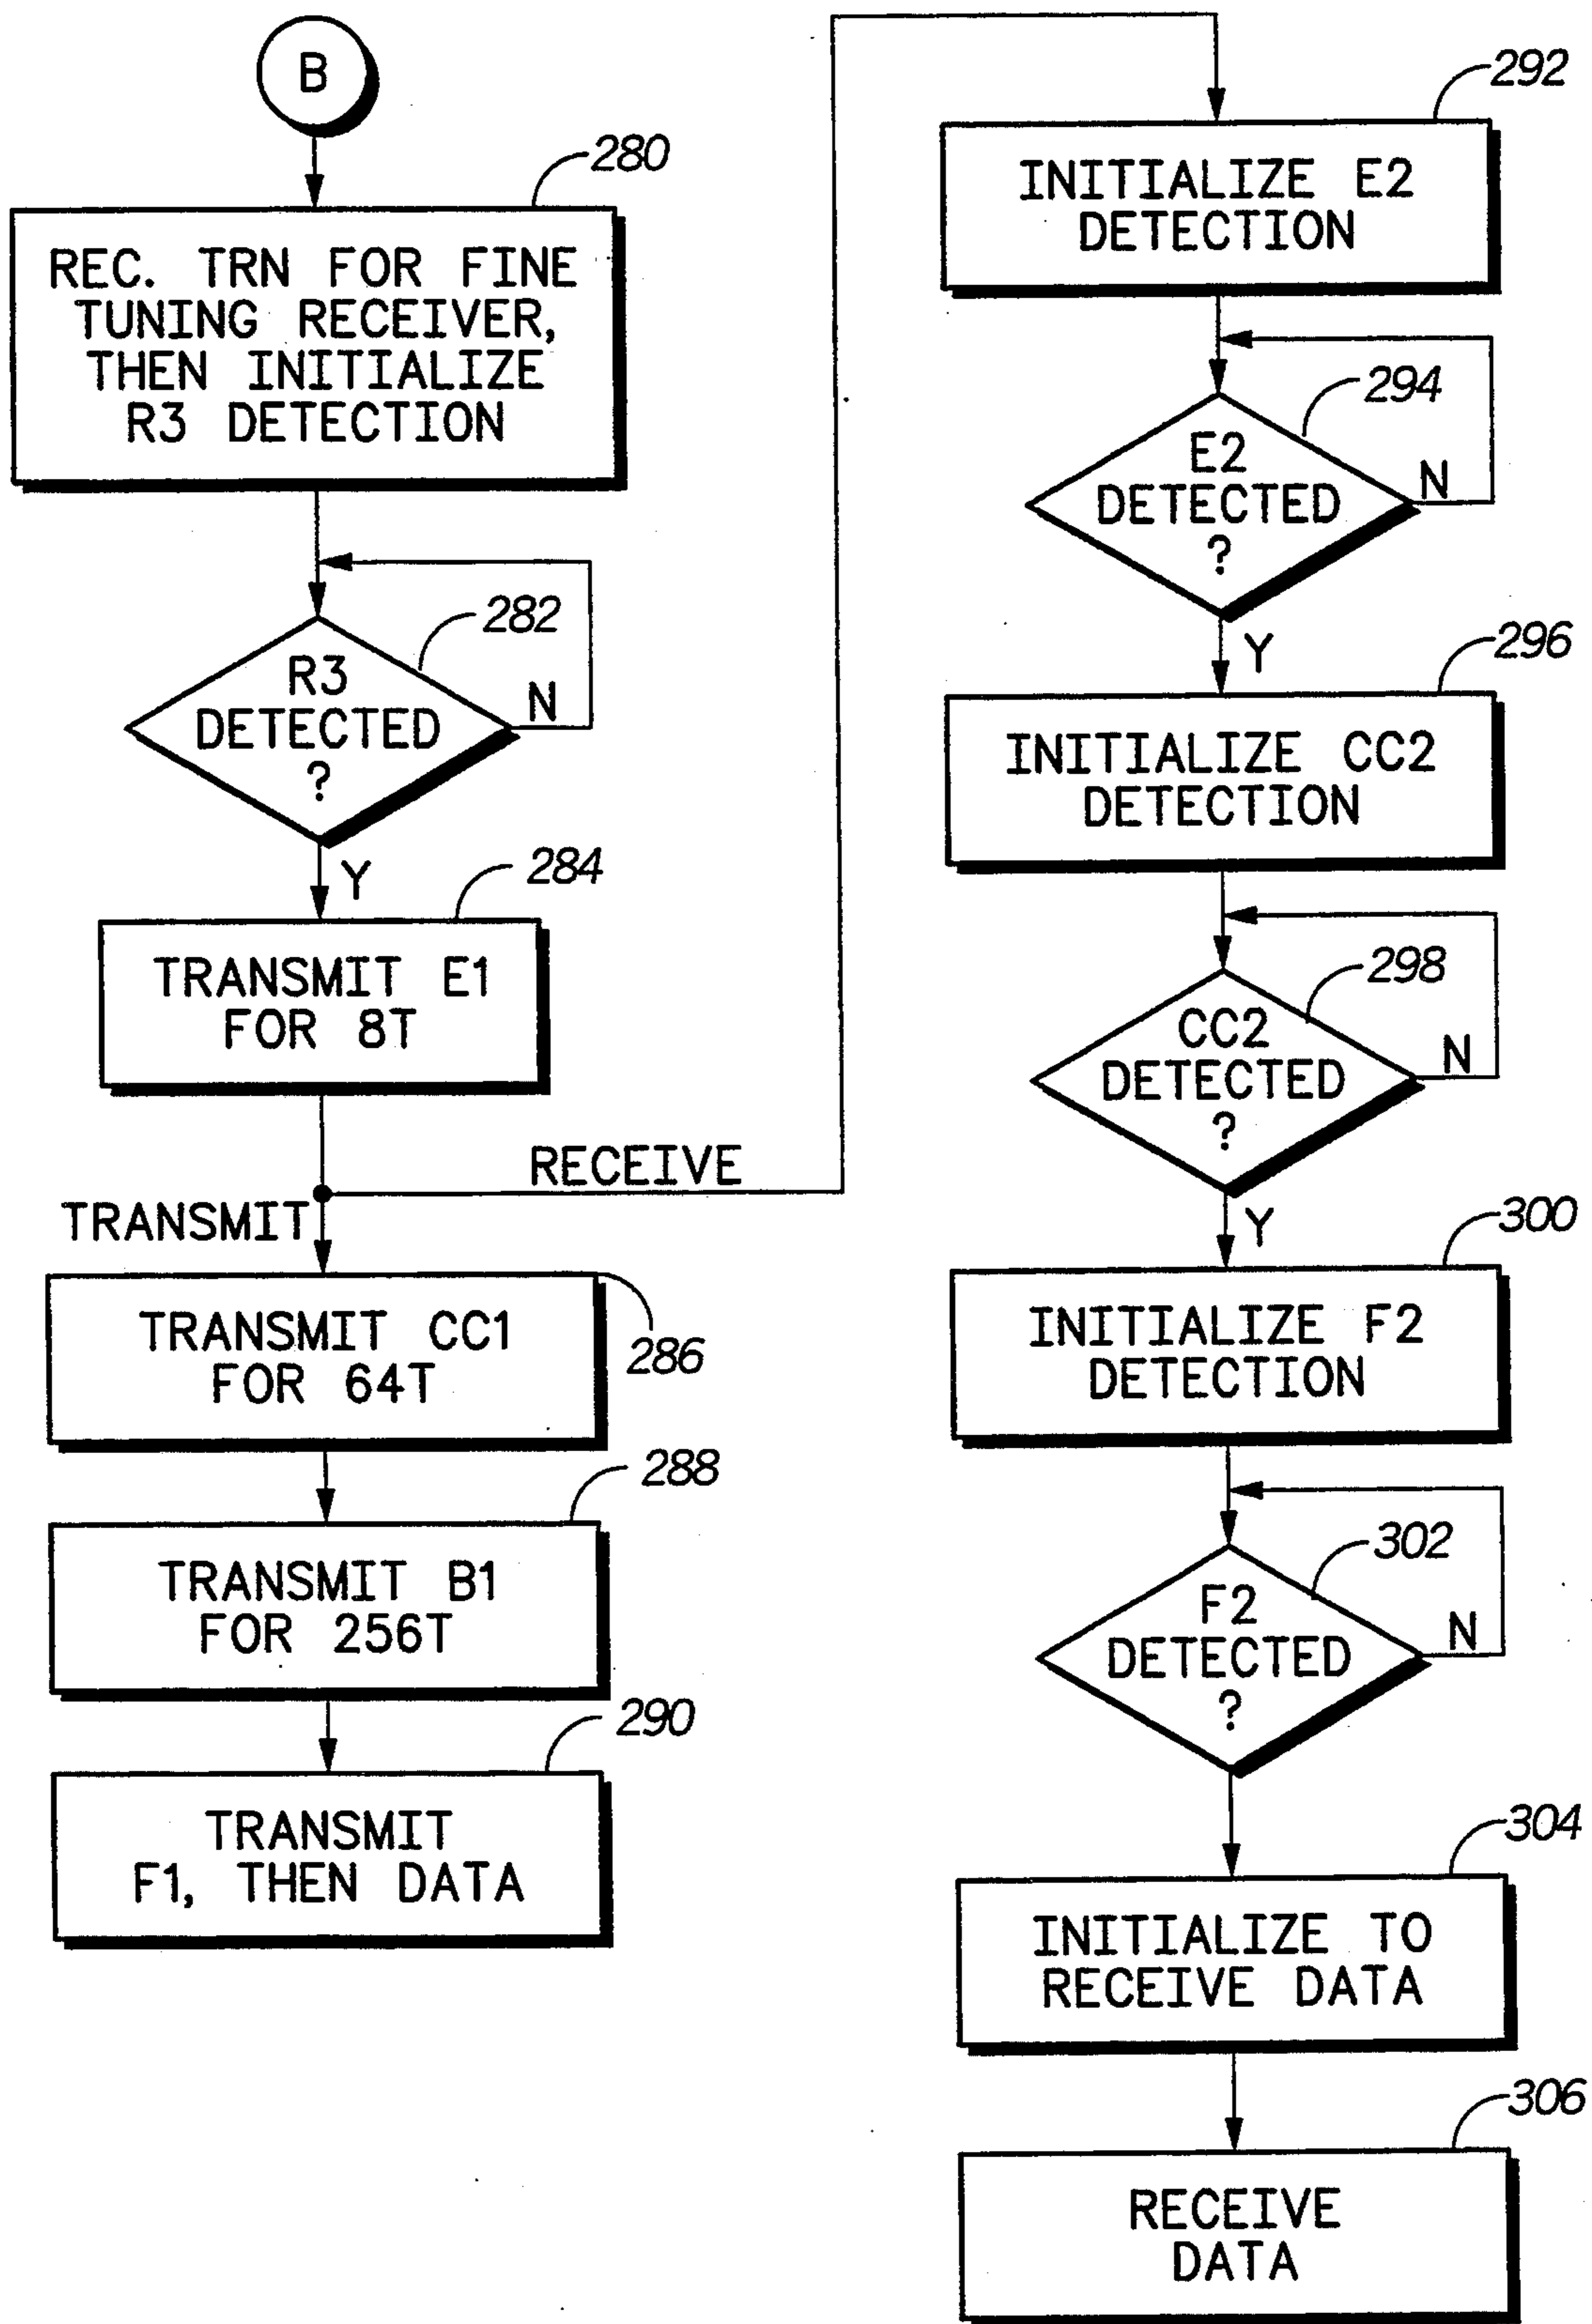 B
280
REC. TRN FOR FINE
TUNING RECEIVER,
THEN INITIALIZE
R3 DETECTION
282
R3
DETECTED
?
N
Y
284
TRANSMIT E1
FOR 8T
RECEIVE
TRANSMIT
286
TRANSMIT CC1
FOR 64T
288
TRANSMIT B1
FOR 256T
290
TRANSMIT
F1, THEN DATA
292
INITIALIZE E2
DETECTION
294
E2
DETECTED
?
N
Y
296
INITIALIZE CC2
DETECTION
298
CC2
DETECTED
?
N
Y
300
INITIALIZE F2
DETECTION
302
F2
DETECTED
?
N
304
INITIALIZE TO
RECEIVE DATA
306
RECEIVE
DATA